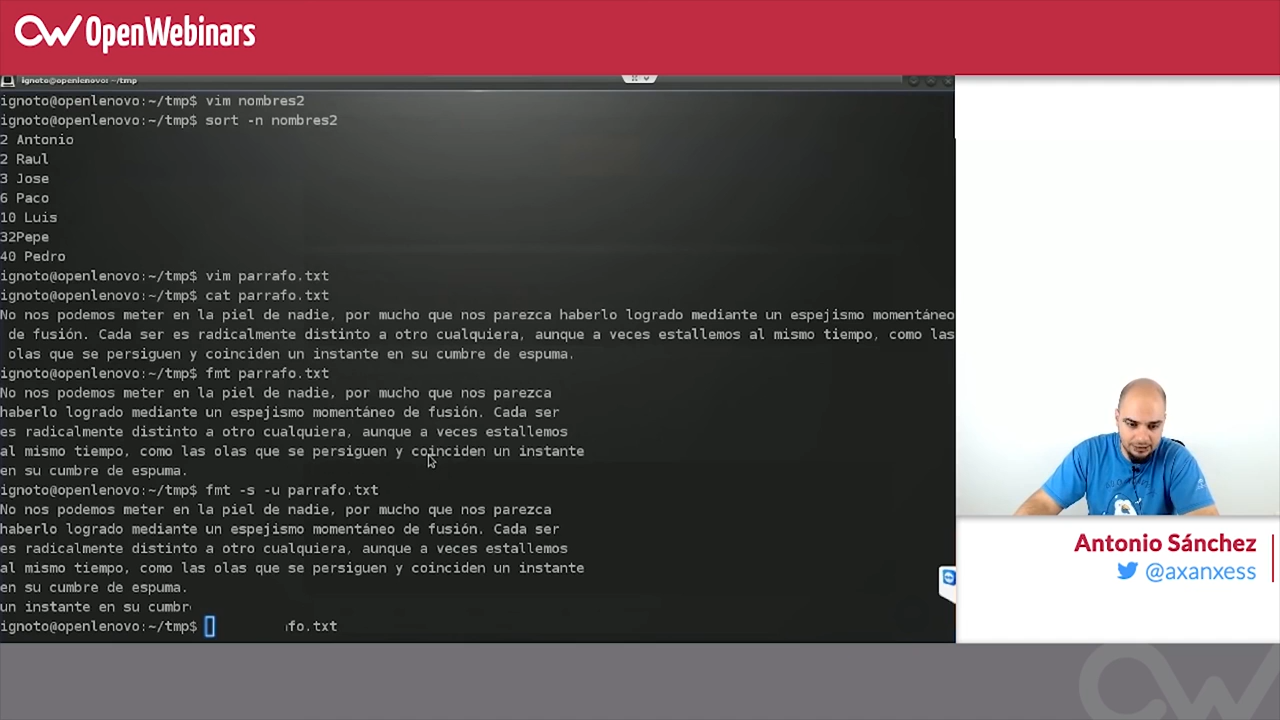 OpenWebinars
ignoto@openlenovo: ~/tmp
ignoto@openlenovo:~/tmp$ vim nombres2
ignoto@openlenovo:~/tmp$ sort -n nombres2
2 Antonio
2 Raul
3 Jose
6 Paco
10 Luis
32Pepe
40 Pedro
ignoto@openlenovo:~/tmp$ vim parrafo.txt
ignoto@openlenovo:~/tmp$ cat parrafo.txt
No nos podemos meter en la piel de nadie, por mucho que nos parezca haberlo logrado mediante un espejismo momentáneo
de fusión. Cada ser es radicalmente distinto a otro cualquiera, aunque a veces estallemos al mismo tiempo, como las
olas que se persiguen y coinciden un instante en su cumbre de espuma.
ignoto@openlenovo:~/tmp$ fmt parrafo.txt
No nos podemos meter en la piel de nadie, por mucho que nos parezca
haberlo logrado mediante un espejismo momentáneo de fusión. Cada ser
es radicalmente distinto a otro cualquiera, aunque a veces estallemos
al mismo tiempo, como las olas que se persiguen y coinciden un instante
en su cumbre de espuma.
ignoto@openlenovo:~/tmp$ fmt -s -u parrafo.txt
No nos podemos meter en la piel de nadie, por mucho que nos parezca
haberlo logrado mediante un espejismo momentáneo de fusión. Cada ser
es radicalmente distinto a otro cualquiera, aunque a veces estallemos
al mismo tiempo, como las olas que se persiguen y coinciden un instante
en su cumbre de espuma.
un instante en su cumbr
ignoto@openlenovo:~/tmp$ fo.txt
Antonio Sánchez
@axanxess